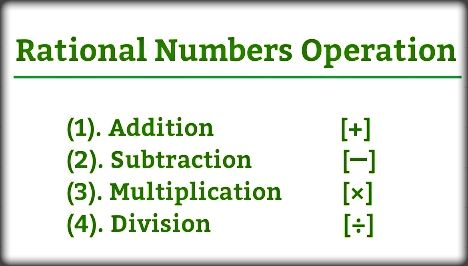 Rational Numbers Operation
(1). Addition [+]
(2). Subtraction [−]
(3). Multiplication [×]
(4). Division [÷]